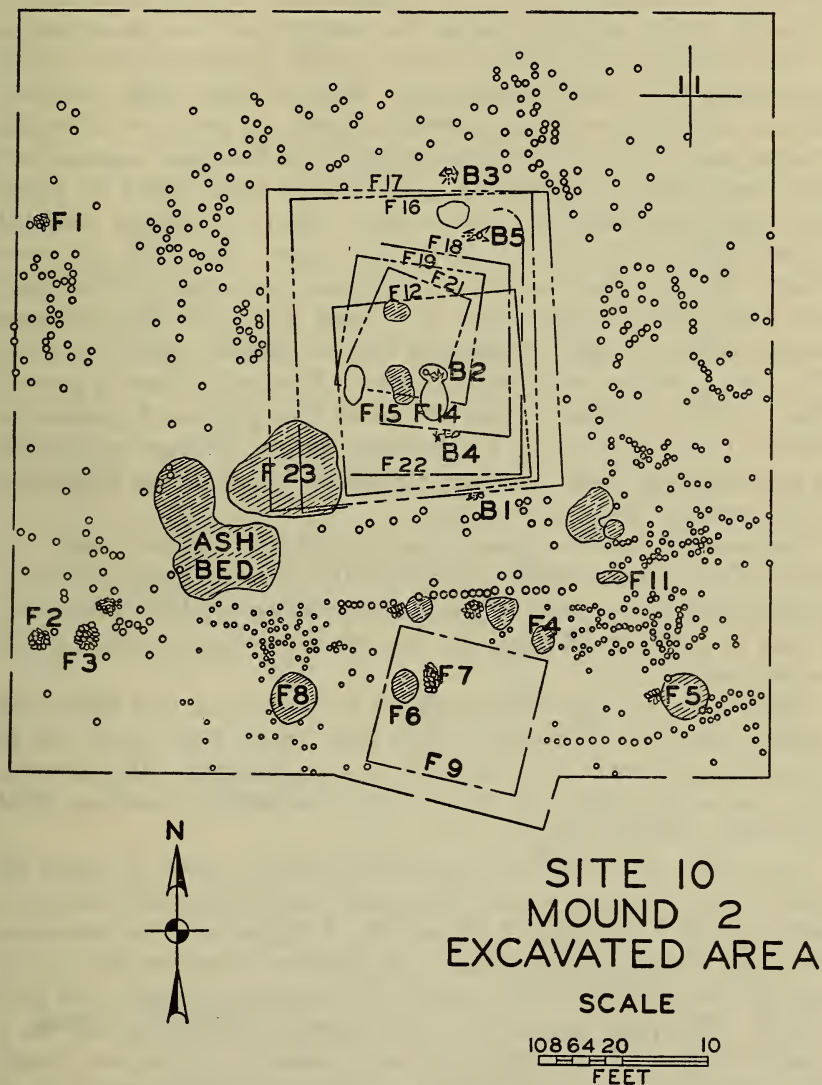 B3
F17
F16
F1
B5
F18
F19
F21
F12
B2
F15 F14
B4
F22
F 23
B1
ASH
BED
F11
F2
F3
F4
F7
F8
F6
F5
F9
N
SITE 10
MOUND 2
EXCAVATED AREA
SCALE
10 8 6 4 2 0 10
FEET